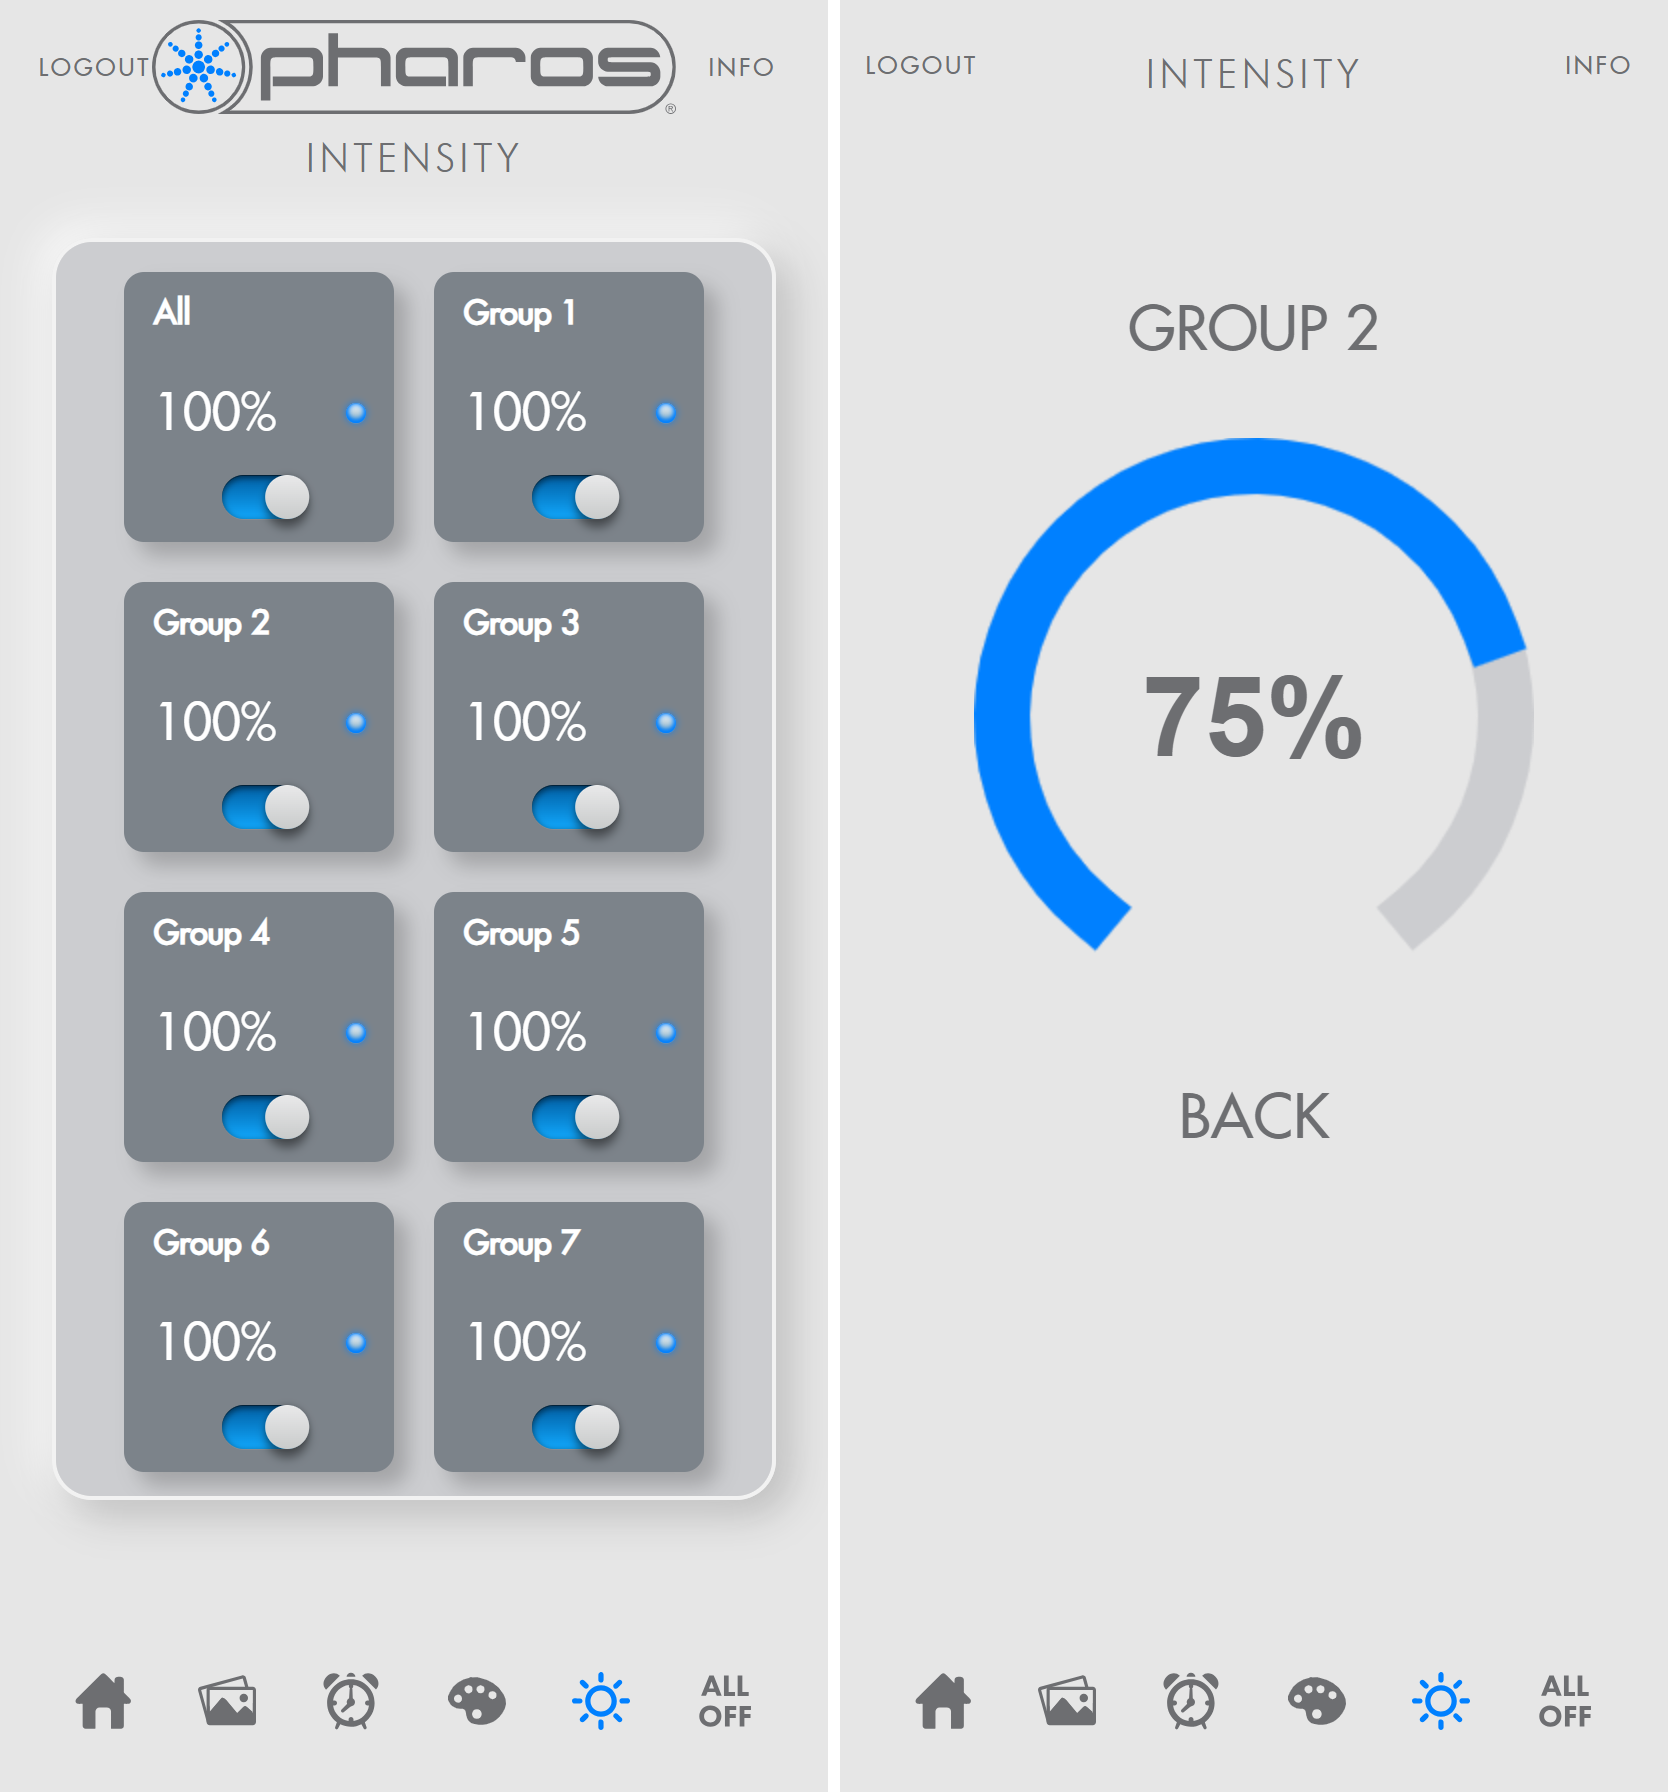 LOGOUT
pharos
®
INFO
INTENSITY
All
100%
Group 1
100%
Group 2
100%
Group 3
100%
Group 4
100%
Group 5
100%
Group 6
100%
Group 7
100%
ALL
OFF
LOGOUT
INTENSITY
INFO
GROUP 2
75%
BACK
ALL
OFF